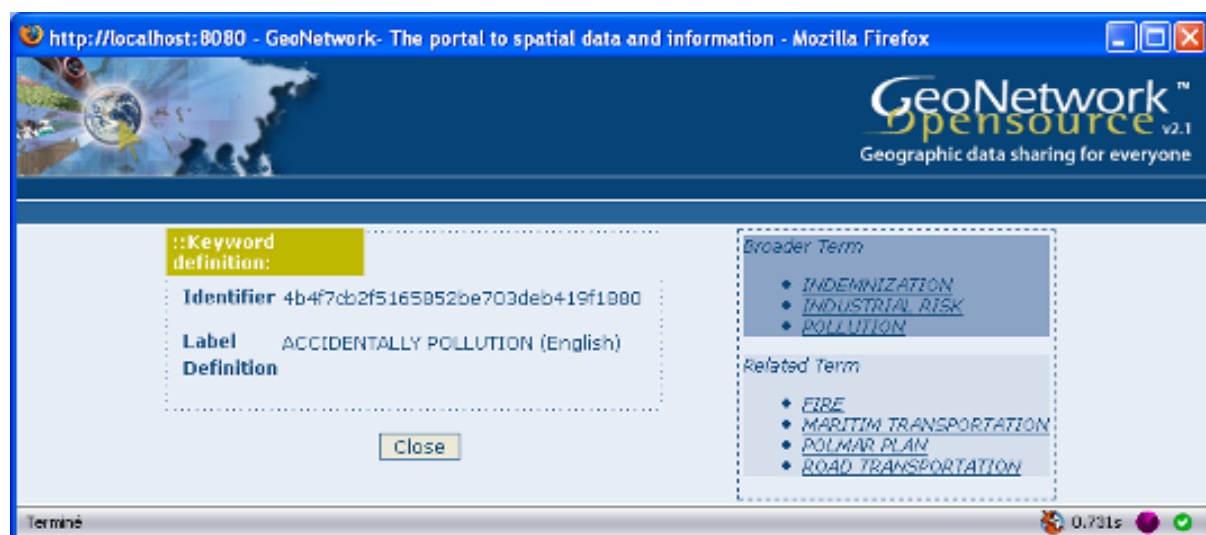 http://localhost:8080 - GeoNetwork- The portal to spatial data and information - Mozilla Firefox
GeoNetwork™
Opensource v2.1
Geographic data sharing for everyone
::Keyword
definition:
Identifier 4b4f7cb2f5165852be703deb419f1880
Label ACCIDENTALLY POLLUTION (English)
Definition
Close
Broader Term
• INDEMNIZATION
• INDUSTRIAL RISK
• POLLUTION
Related Term
• FIRE
• MARITIM TRANSPORTATION
• POLMAR PLAN
• ROAD TRANSPORTATION
Terminé
0.731s